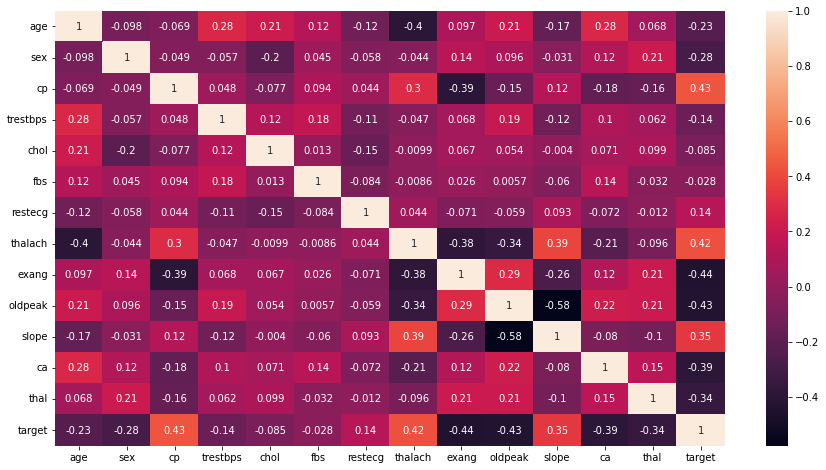 age 1 -0.098 -0.069 0.28 0.21 0.12 -0.12 -0.4 0.097 0.21 -0.17 0.28 0.068 -0.23
sex -0.098 1 -0.049 -0.057 -0.2 0.045 -0.058 -0.044 0.14 0.096 -0.031 0.12 0.21 -0.28
cp -0.069 -0.049 1 0.048 -0.077 0.094 0.044 0.3 -0.39 -0.15 0.12 -0.18 -0.16 0.43
trestbps 0.28 -0.057 0.048 1 0.12 0.18 -0.11 -0.047 0.068 0.19 -0.12 0.1 0.062 -0.14
chol 0.21 -0.2 -0.077 0.12 1 0.013 -0.15 -0.0099 0.067 0.054 -0.004 0.071 0.099 -0.085
fbs 0.12 0.045 0.094 0.18 0.013 1 -0.084 -0.0086 0.026 0.0057 -0.06 0.14 -0.032 -0.028
restecg -0.12 -0.058 0.044 -0.11 -0.15 -0.084 1 0.044 -0.071 -0.059 0.093 -0.072 -0.012 0.14
thalach -0.4 -0.044 0.3 -0.047 -0.0099 -0.0086 0.044 1 -0.38 -0.34 0.39 -0.21 -0.096 0.42
exang 0.097 0.14 -0.39 0.068 0.067 0.026 -0.071 -0.38 1 0.29 -0.26 0.12 0.21 -0.44
oldpeak 0.21 0.096 -0.15 0.19 0.054 0.0057 -0.059 -0.34 0.29 1 -0.58 0.22 0.21 -0.43
slope -0.17 -0.031 0.12 -0.12 -0.004 -0.06 0.093 0.39 -0.26 -0.58 1 -0.08 -0.1 0.35
ca 0.28 0.12 -0.18 0.1 0.071 0.14 -0.072 -0.21 0.12 0.22 -0.08 1 0.15 -0.39
thal 0.068 0.21 -0.16 0.062 0.099 -0.032 -0.012 -0.096 0.21 0.21 -0.1 0.15 1 -0.34
target -0.23 -0.28 0.43 -0.14 -0.085 -0.028 0.14 0.42 -0.44 -0.43 0.35 -0.39 -0.34 1
age sex cp trestbps chol fbs restecg thalach exang oldpeak slope ca thal target
1.0
0.8
0.6
0.4
0.2
0.0
−0.2
−0.4